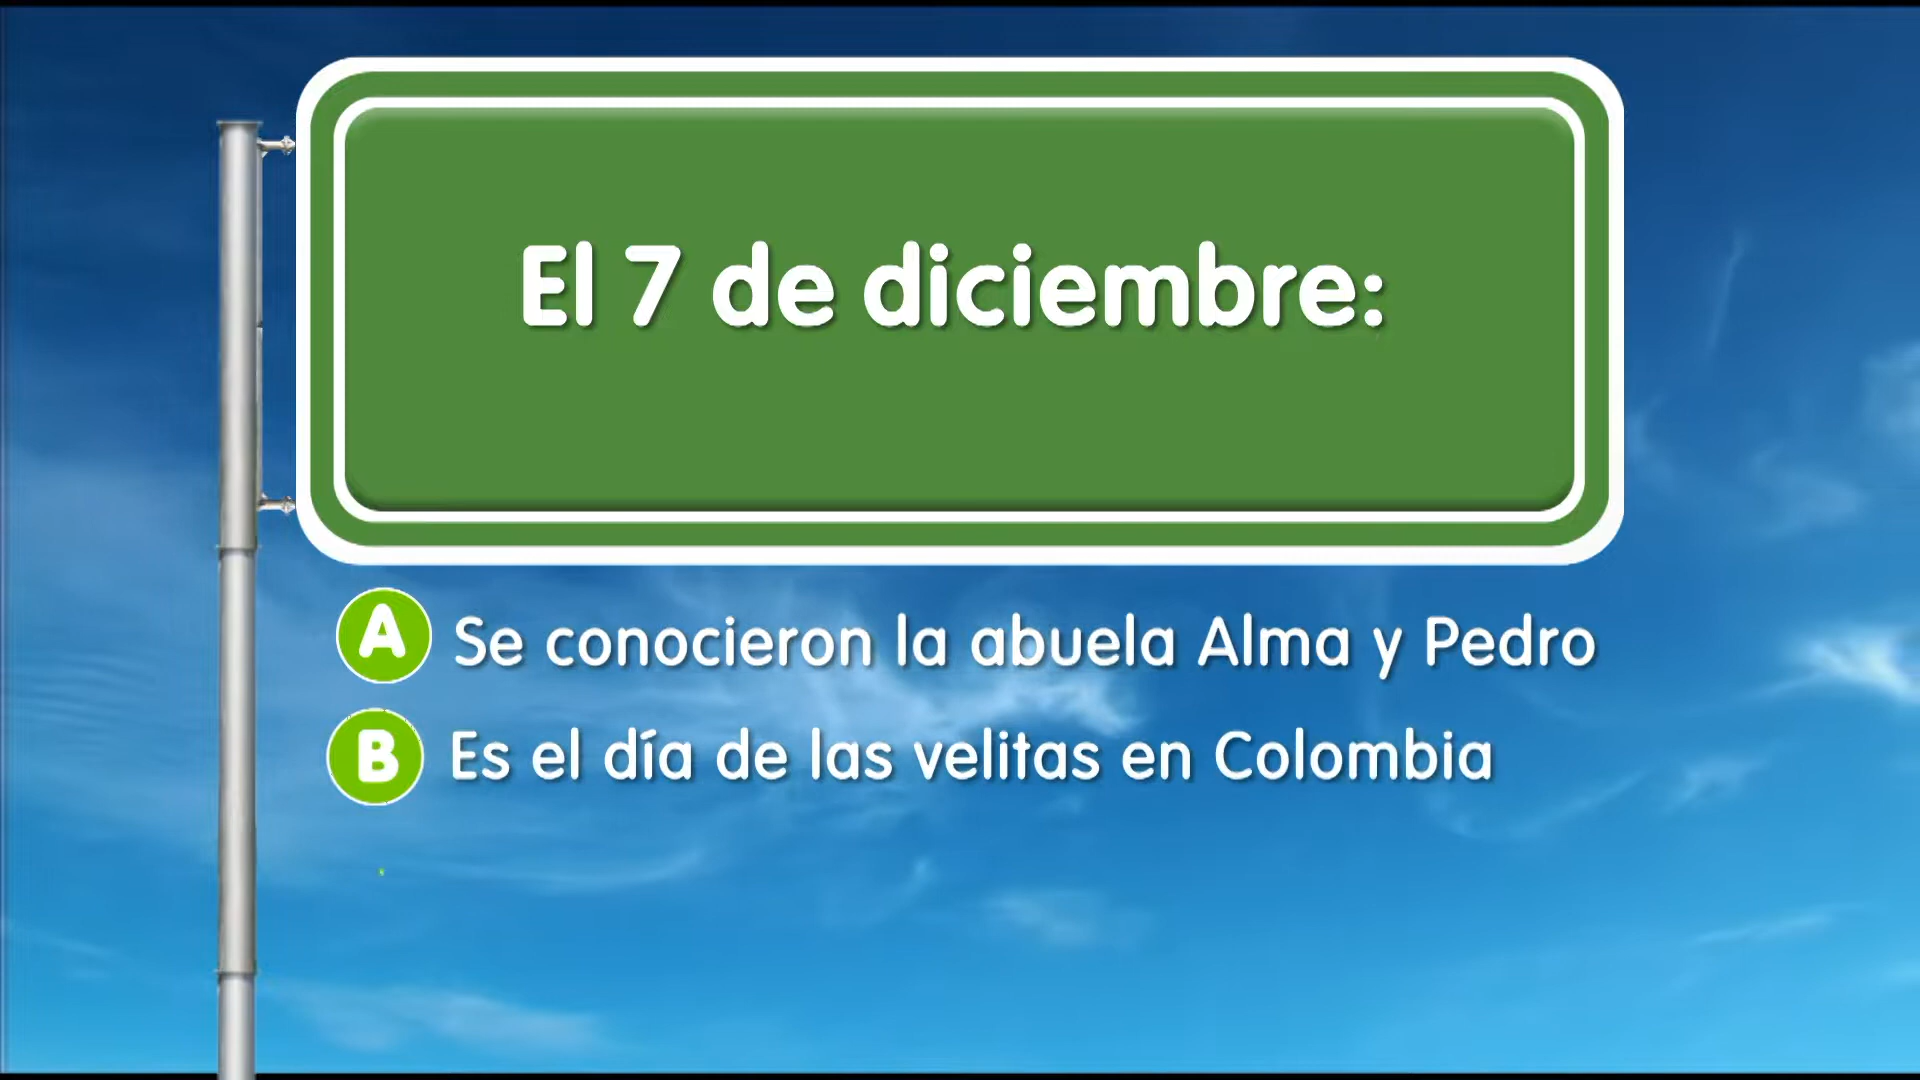 El 7 de diciembre:
A Se conocieron la abuela Alma y Pedro
B Es el día de las velitas en Colombia